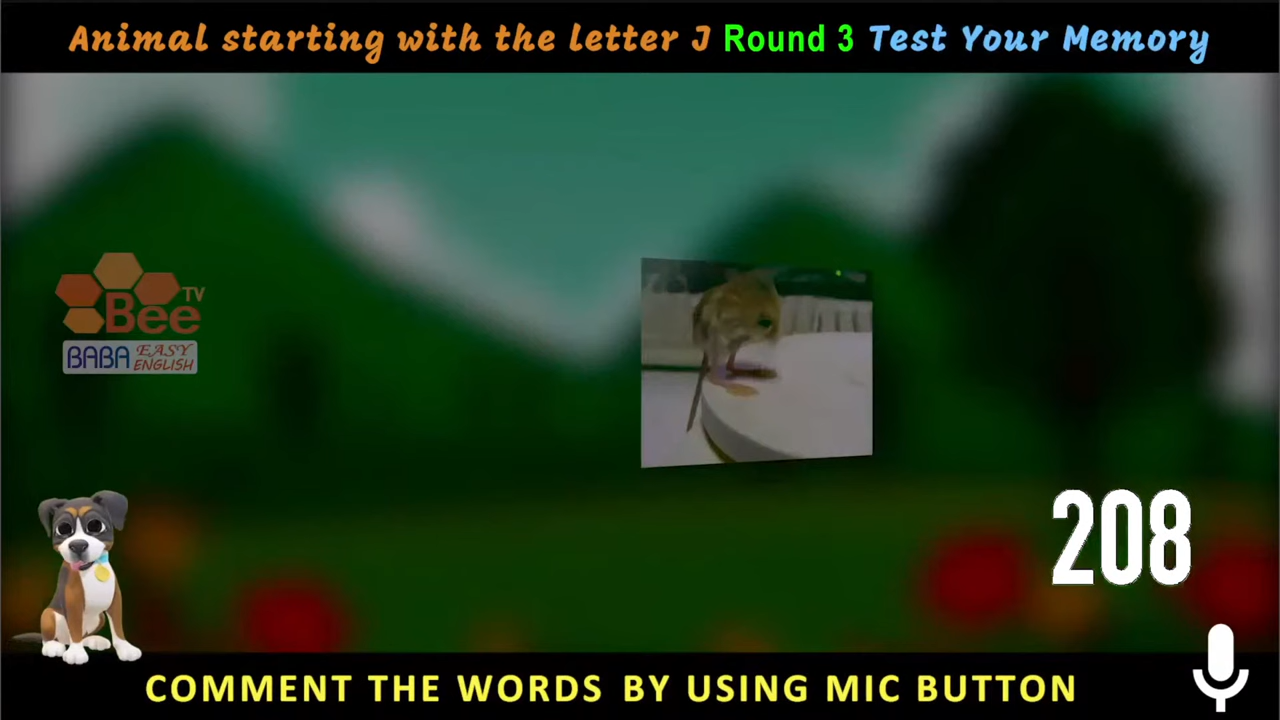 Animal starting with the letter J Round 3 Test Your Memory
Bee TV
BABA EASY ENGLISH
208
COMMENT THE WORDS BY USING MIC BUTTON